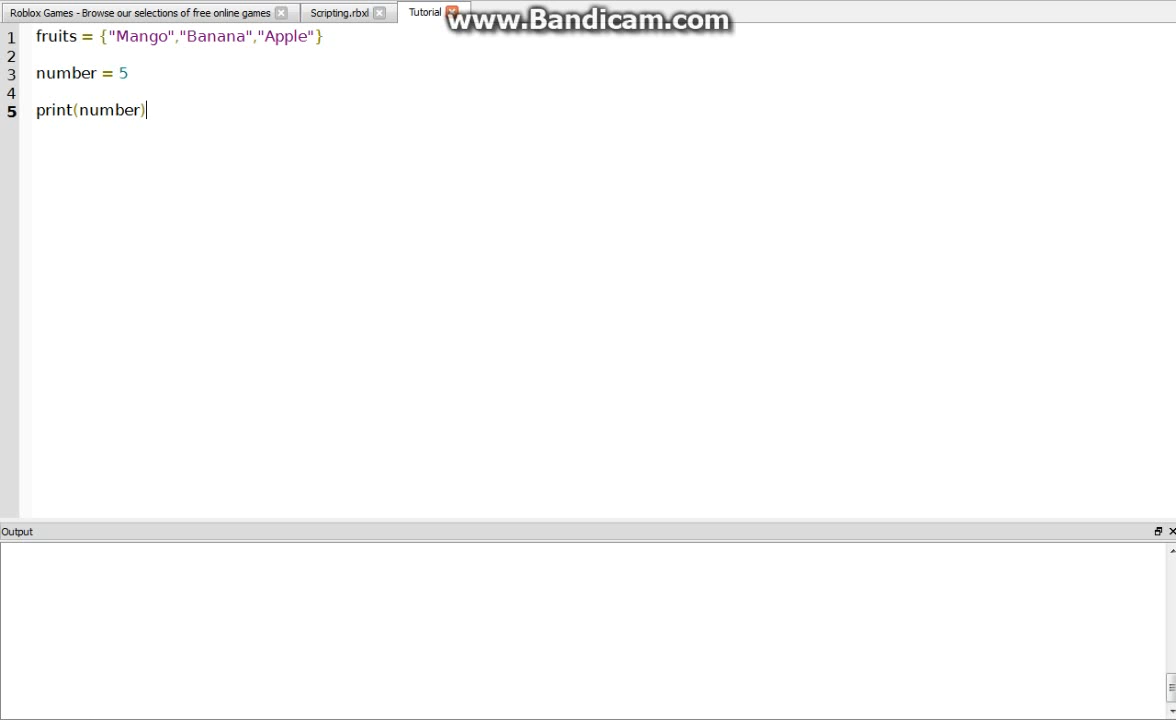 Roblox Games - Browse our selections of free online games
Scripting.rbxl
Tutorial
www.Bandicam.com
1 fruits = {"Mango","Banana","Apple"}
2
3 number = 5
4
5 print(number)
Output